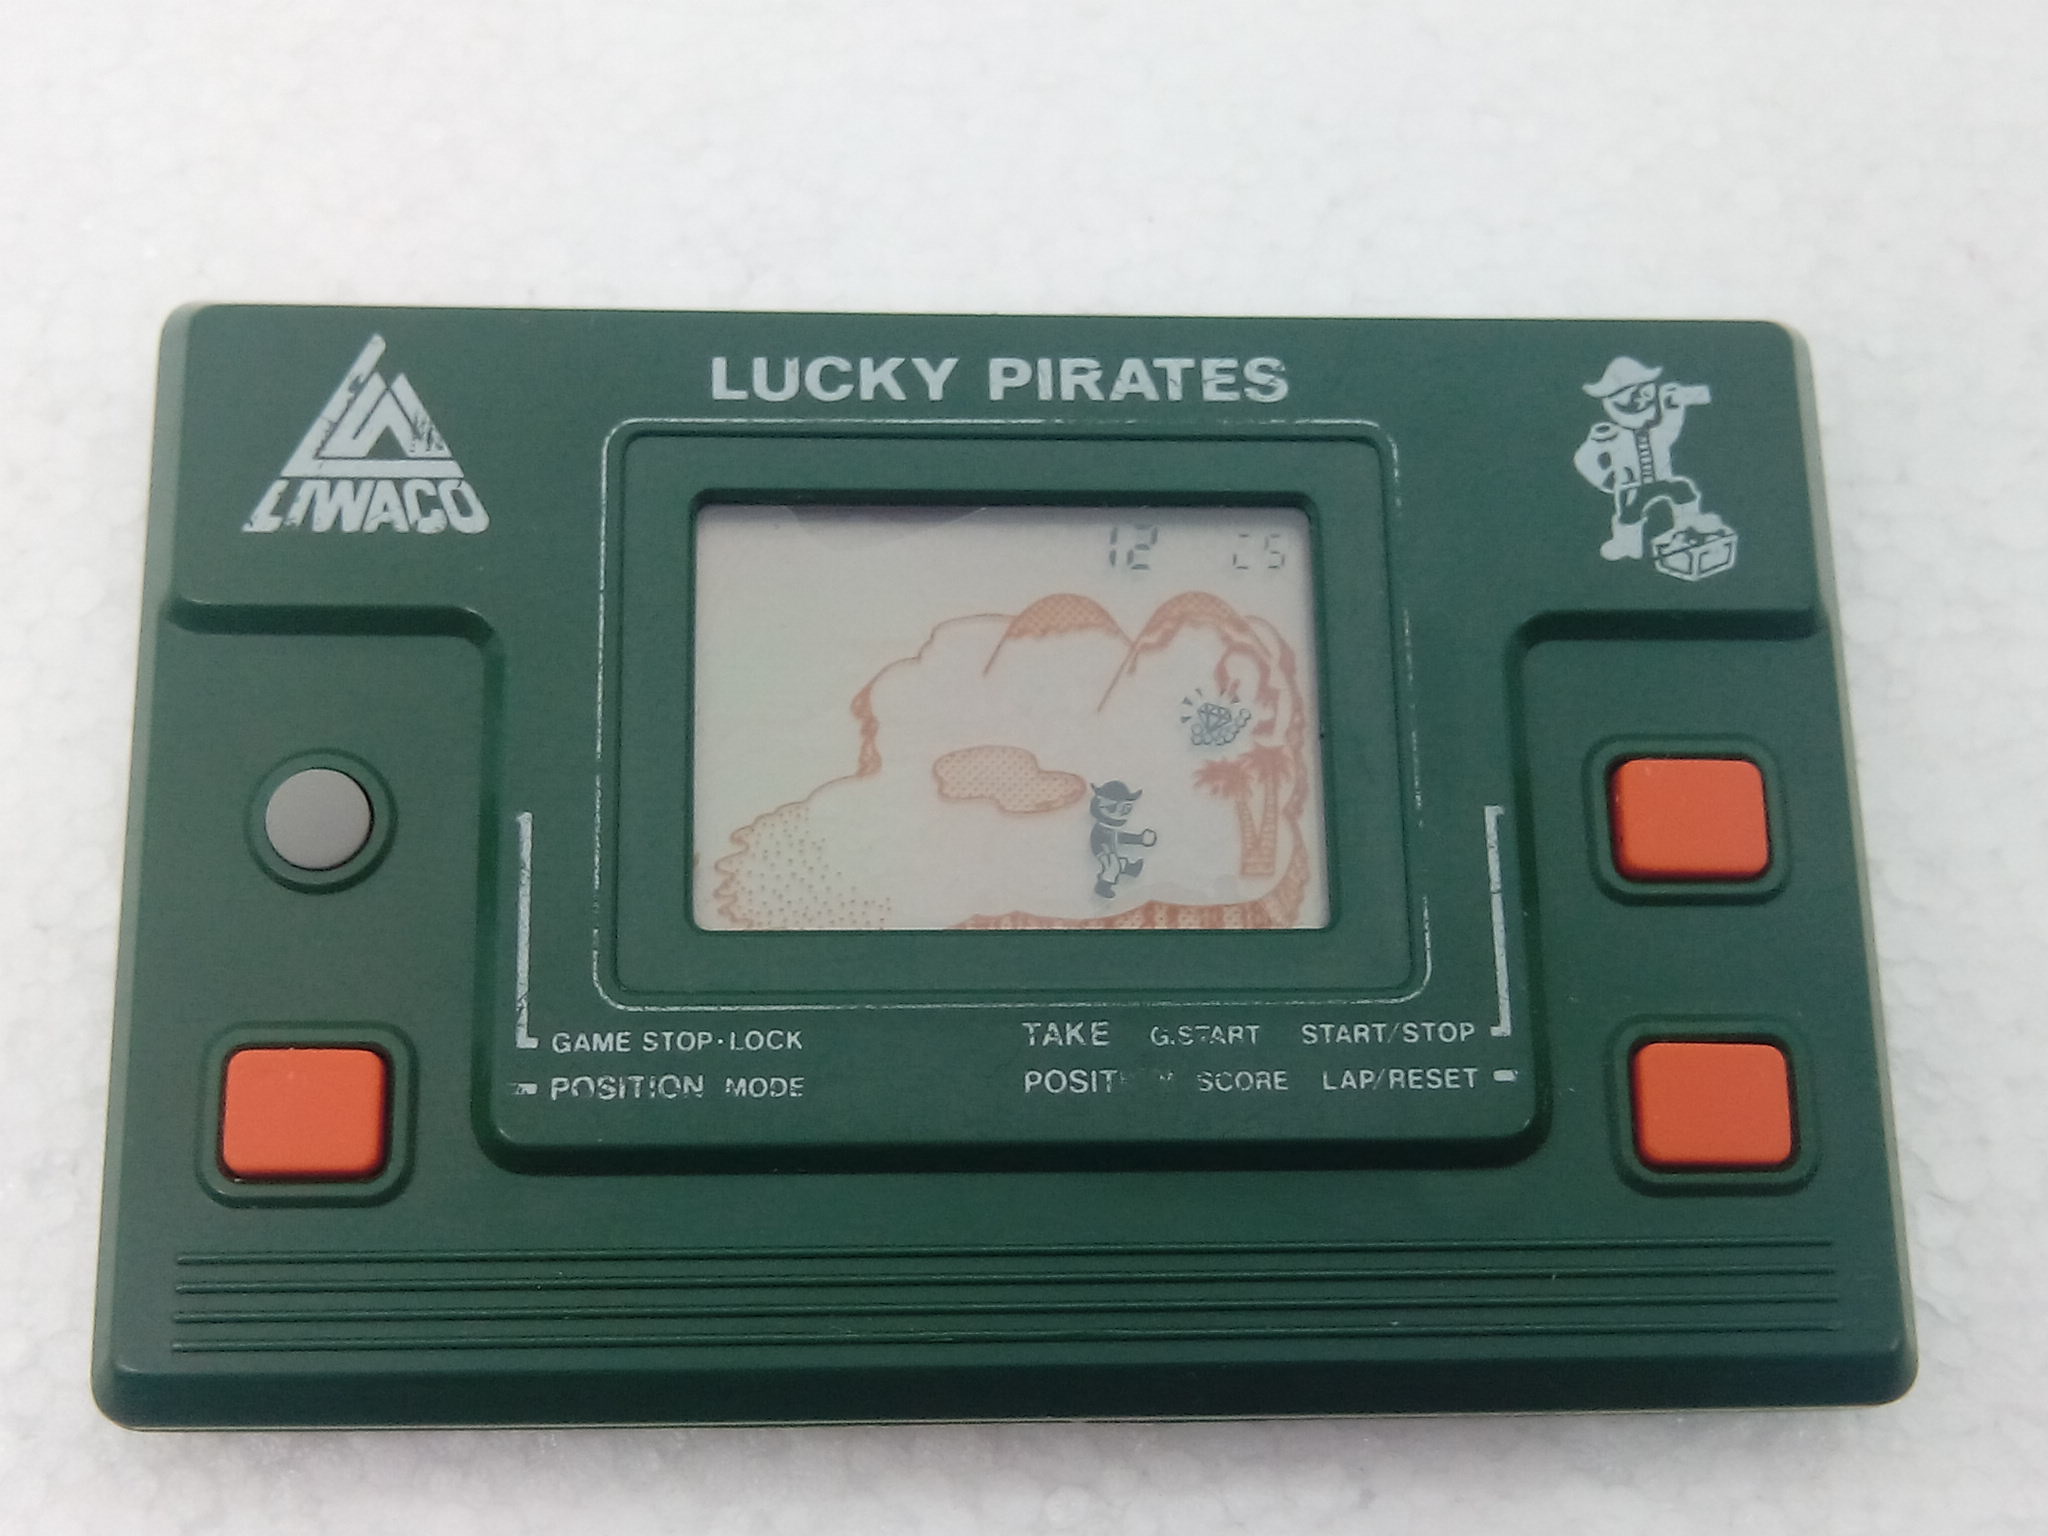 LUCKY PIRATES
LIWACO
12 25
GAME STOP·LOCK
POSITION MODE
TAKE G.START START/STOP
SCORE LAP/RESET